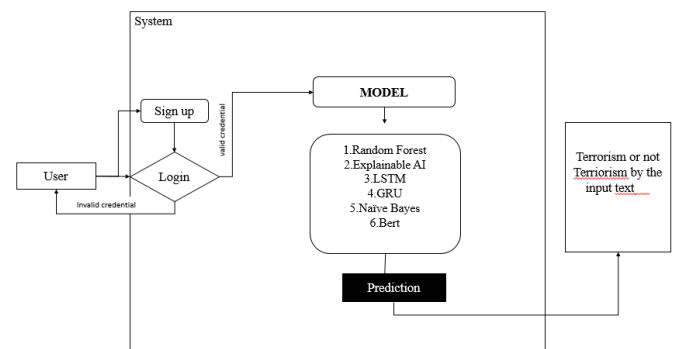 System
Sign up
valid credential
MODEL
User
Login
Invalid credential
1.Random Forest
2.Explainable AI
3.LSTM
4.GRU
5.Naïve Bayes
6.Bert
Prediction
Terrorism or not
Terriorism by the
input text